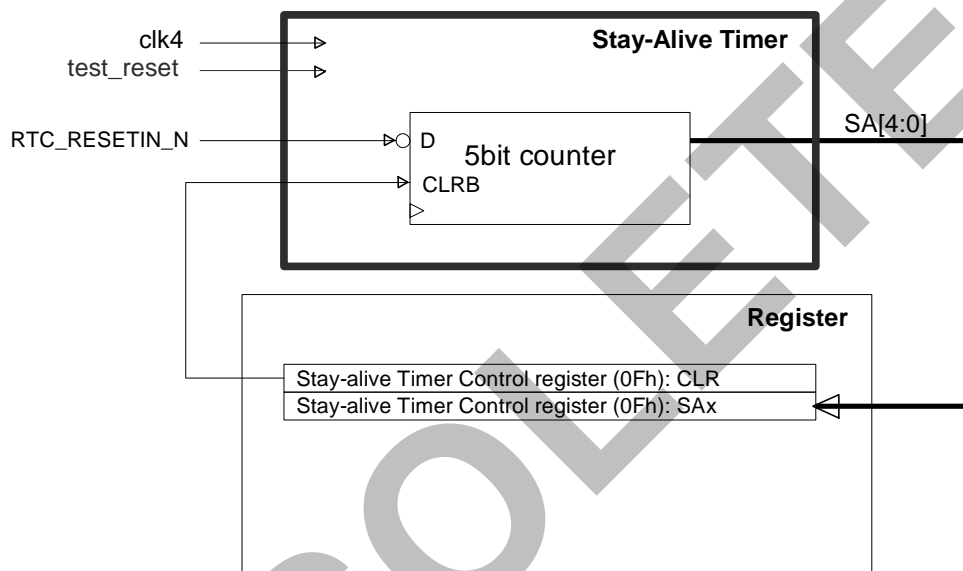 clk4
Stay-Alive Timer
test_reset
SA[4:0]
RTC_RESETIN_N
D
5bit counter
CLRB
Register
Stay-alive Timer Control register (0Fh): CLR
Stay-alive Timer Control register (0Fh): SAx
SOLETE